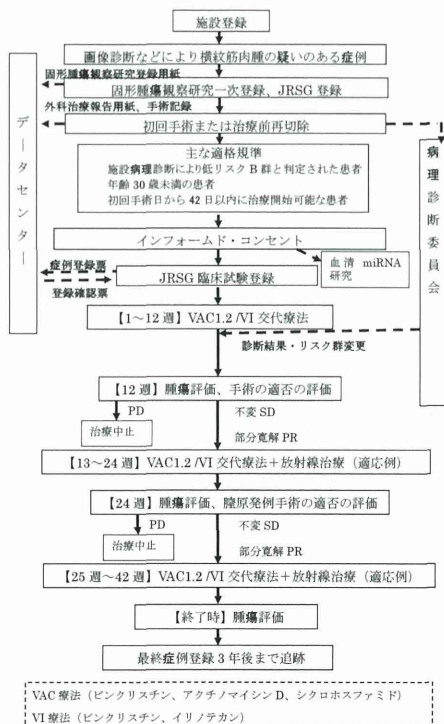 施設登録
画像診断などにより横紋筋肉腫の疑いのある症例
固形腫瘍観察研究登録用紙
固形腫瘍観察研究一次登録、JRSG 登録
外科治療報告用紙、手術記録
初回手術または治療前再切除
データセンター
病理診断委員会
主な適格規準
施設病理診断により低リスク B 群と判定された患者
年齢 30 歳未満の患者
初回手術日から 42 日以内に治療開始可能な患者
インフォームド・コンセント
血清 miRNA
研究
症例登録票
JRSG 臨床試験登録
登録確認票
【1~12 週】VAC1.2 /VI 交代療法
診断結果・リスク群変更
【12 週】腫瘍評価、手術の適否の評価
PD
不変 SD
治療中止
部分寛解 PR
【13~24 週】VAC1.2 /VI 交代療法+放射線治療（適応例）
【24 週】腫瘍評価、膣原発例手術の適否の評価
PD
不変 SD
治療中止
部分寛解 PR
【25 週~42 週】VAC1.2 /VI 交代療法+放射線治療（適応例）
【終了時】腫瘍評価
最終症例登録 3 年後まで追跡
VAC 療法（ビンクリスチン、アクチノマイシン D、シクロホスファミド）
VI 療法（ビンクリスチン、イリノテカン）